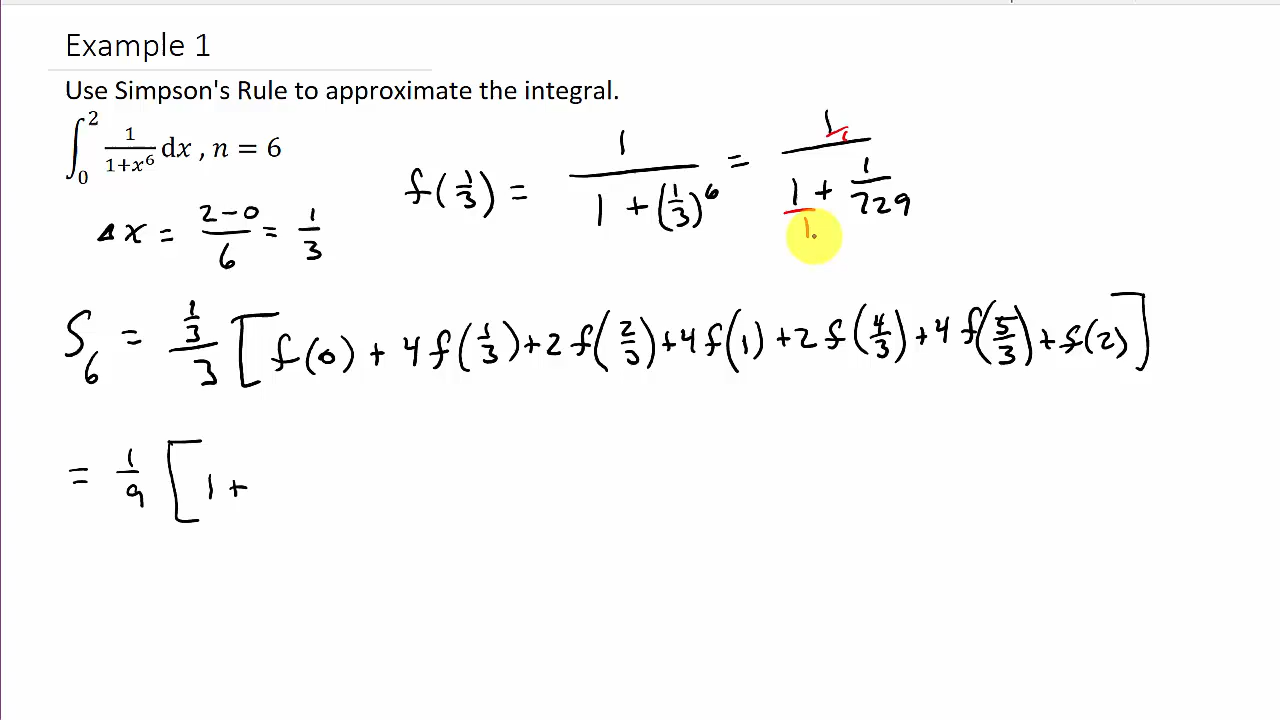 Example 1
Use Simpson's Rule to approximate the integral.
∫₀² 1/(1+x⁶) dx , n = 6
f(1/3) = 1/(1 + (1/3)⁶) = (1/1)/(1/1 + 1/729)
Δx = (2-0)/6 = 1/3
S₆ = (1/3)/3 [f(0) + 4f(1/3) + 2f(2/3) + 4f(1) + 2f(4/3) + 4f(5/3) + f(2)]
= 1/9 [1 +